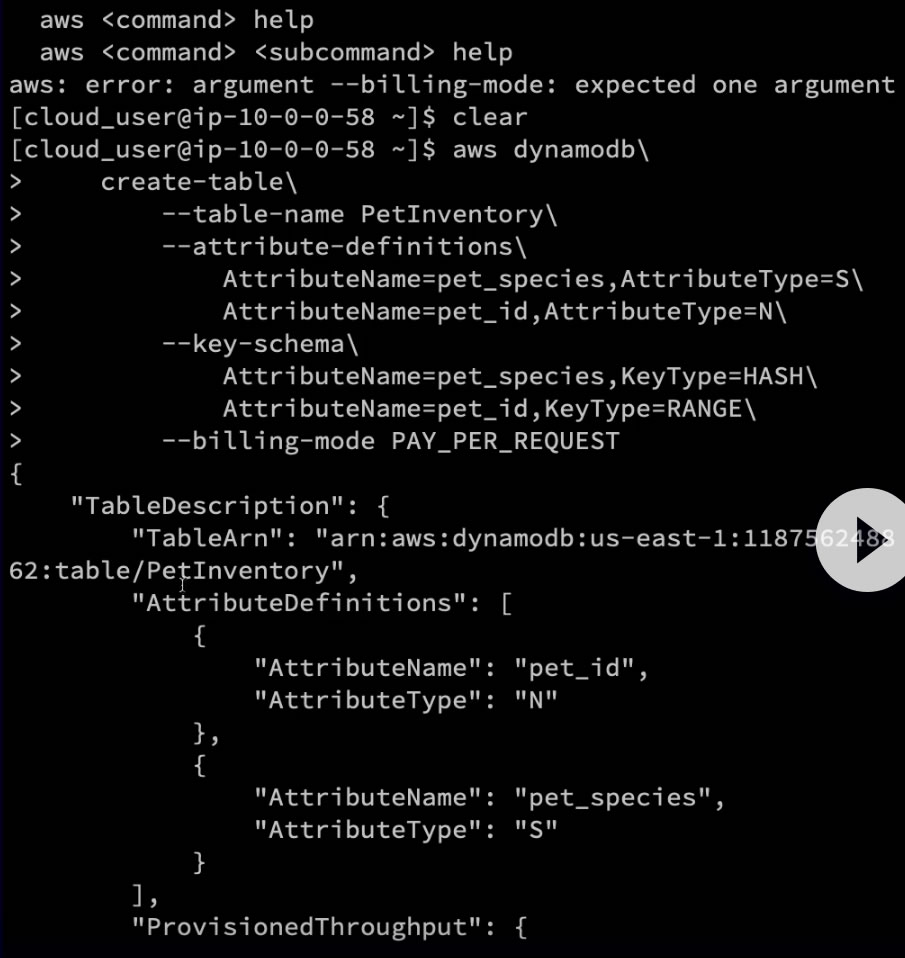 aws <command> help
aws <command> <subcommand> help
aws: error: argument --billing-mode: expected one argument
[cloud_user@ip-10-0-0-58 ~]$ clear
[cloud_user@ip-10-0-0-58 ~]$ aws dynamodb\
>     create-table\
>         --table-name PetInventory\
>         --attribute-definitions\
>             AttributeName=pet_species,AttributeType=S\
>             AttributeName=pet_id,AttributeType=N\
>         --key-schema\
>             AttributeName=pet_species,KeyType=HASH\
>             AttributeName=pet_id,KeyType=RANGE\
>         --billing-mode PAY_PER_REQUEST
{
    "TableDescription": {
        "TableArn": "arn:aws:dynamodb:us-east-1:1187562488
62:table/PetInventory",
        "AttributeDefinitions": [
            {
                "AttributeName": "pet_id",
                "AttributeType": "N"
            },
            {
                "AttributeName": "pet_species",
                "AttributeType": "S"
            }
        ],
        "ProvisionedThroughput": {